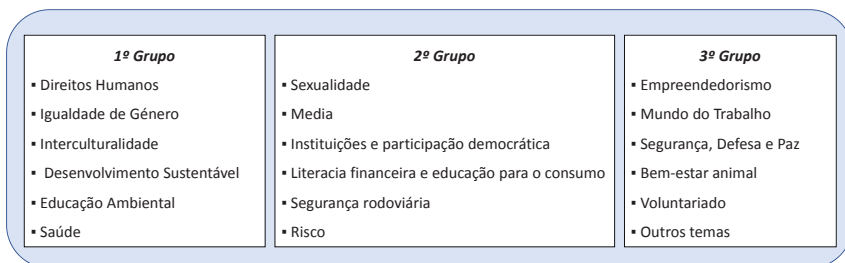 1º Grupo
▪ Direitos Humanos
▪ Igualdade de Género
▪ Interculturalidade
▪ Desenvolvimento Sustentável
▪ Educação Ambiental
▪ Saúde
2º Grupo
▪ Sexualidade
▪ Media
▪ Instituições e participação democrática
▪ Literacia financeira e educação para o consumo
▪ Segurança rodoviária
▪ Risco
3º Grupo
▪ Empreendedorismo
▪ Mundo do Trabalho
▪ Segurança, Defesa e Paz
▪ Bem-estar animal
▪ Voluntariado
▪ Outros temas